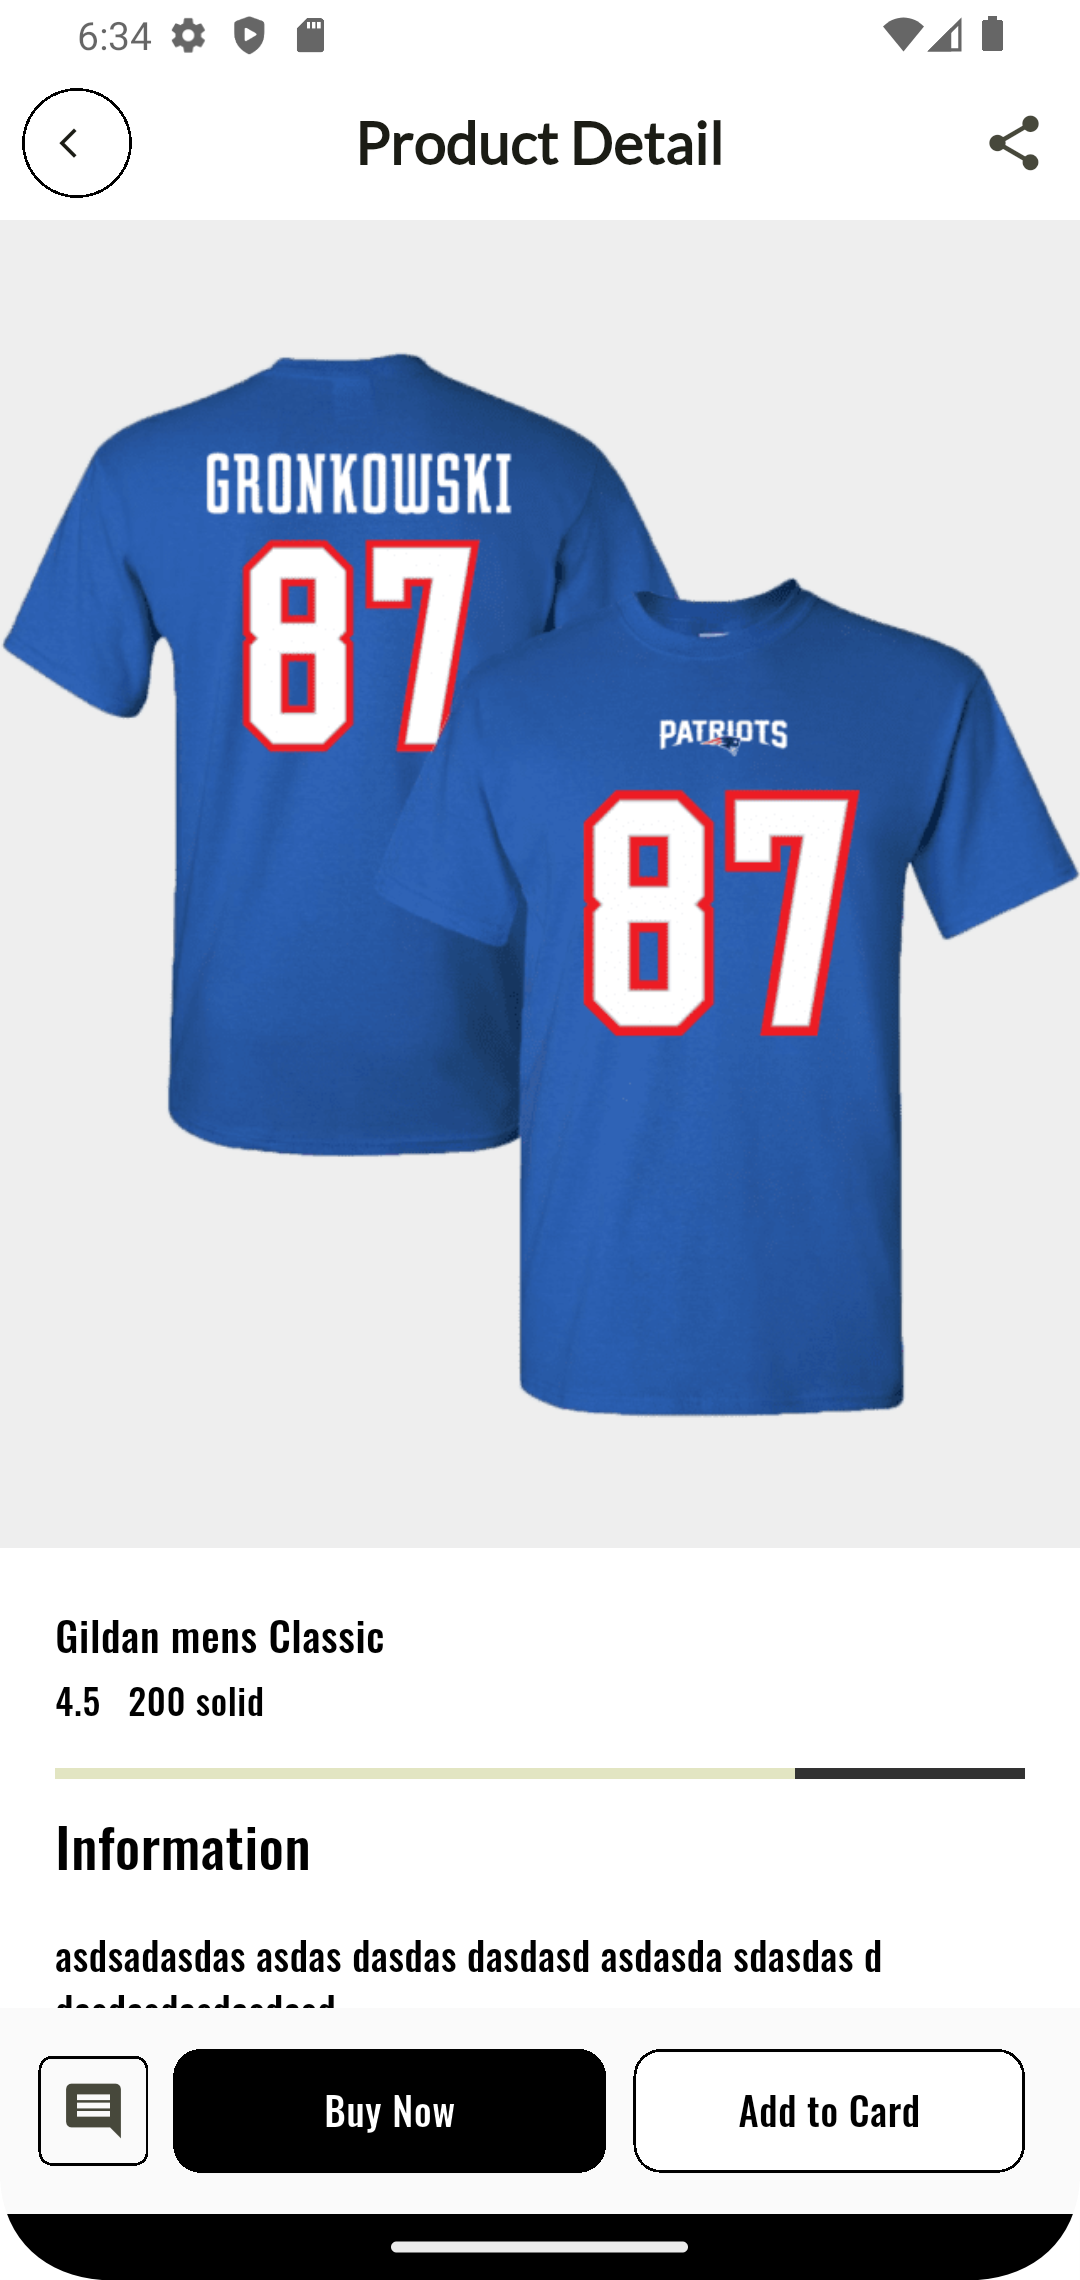 6:34
Product Detail
GRONKOWSKI
87
PATRIOTS
87
Gildan mens Classic
4.5 200 solid
Information
asdsadasdas asdas dasdas dasdasd asdasda sdasdas d
Buy Now
Add to Card